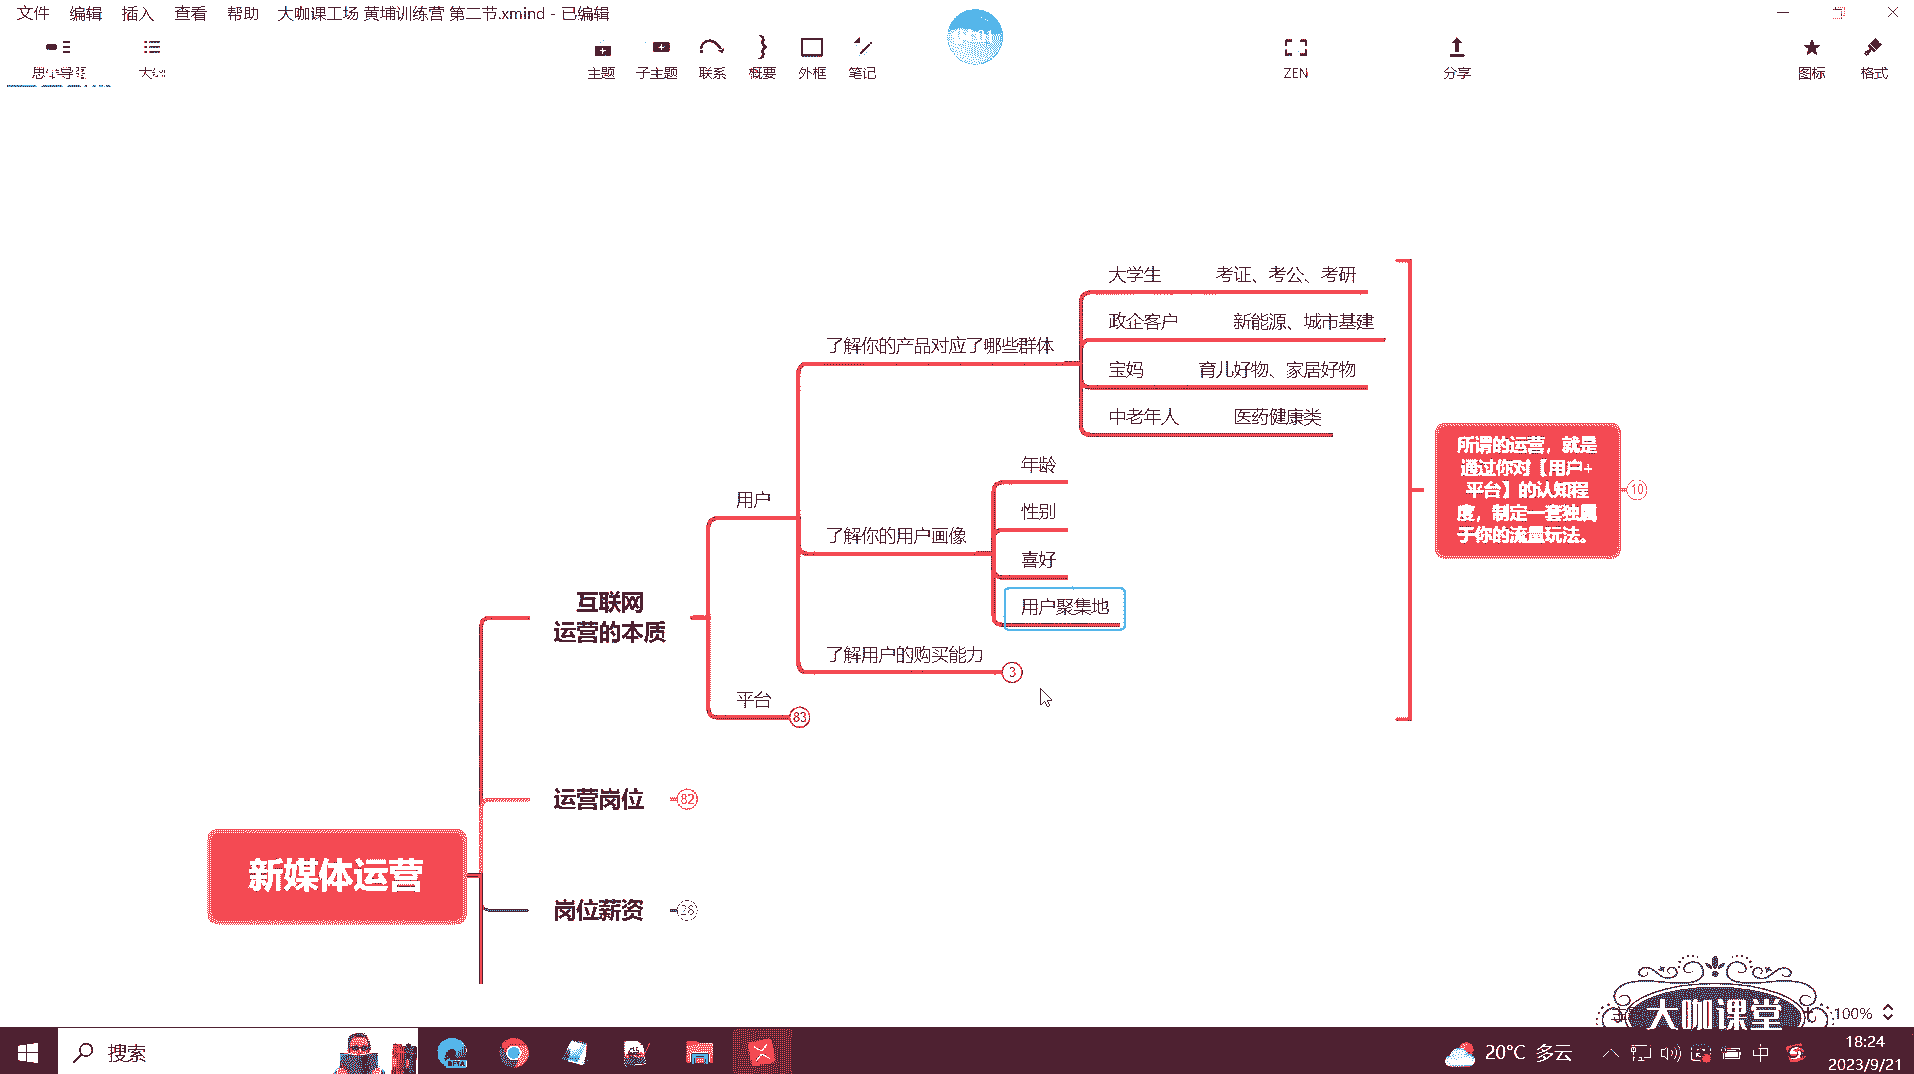 文件 编辑 插入 查看 帮助 大咖课工场 黄埔训练营 第二节.xmind - 已编辑
思维导图 大纲 主题 子主题 联系 概要 外框 笔记 ZEN 分享 图标 格式
大学生 考证、考公、考研
政企客户 新能源、城市基建
了解你的产品对应了哪些群体
宝妈 育儿好物、家居好物
中老年人 医药健康类
所谓的运营，就是
通过你对【用户+
平台】的认知程
度，制定一套独属
于你的流量玩法。
10
年龄
用户
性别
了解你的用户画像
喜好
用户聚集地
互联网
运营的本质
了解用户的购买能力 3
平台 83
运营岗位 82
新媒体运营
岗位薪资 28
大咖课堂
100%
搜索
BETA
20°C 多云
中
18:24
2023/9/21